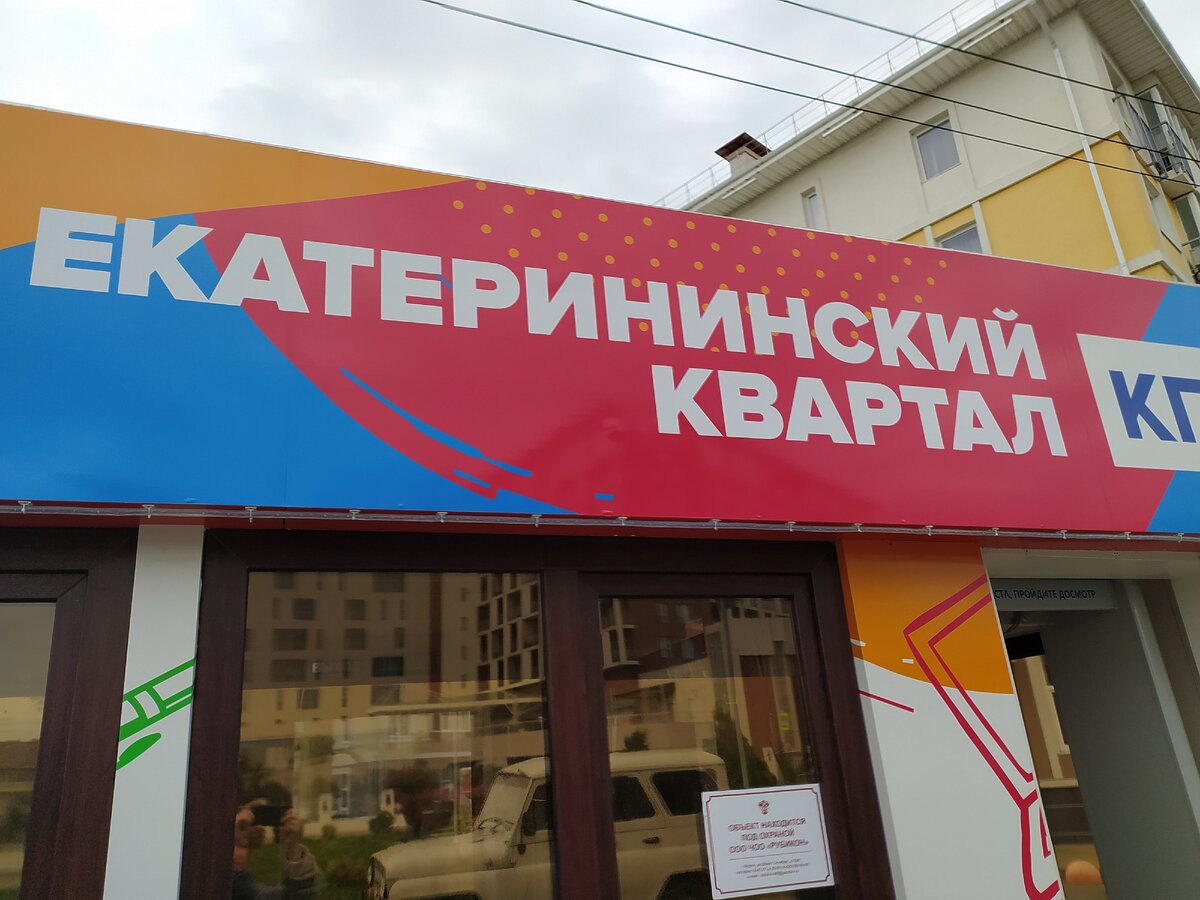 ЕКАТЕРИНИНСКИЙ
КВАРТАЛ
КП
СТА, ПРОЙДИТЕ ДОСМОТР
ОБЪЕКТ НАХОДИТСЯ
ПОД ОХРАНОЙ
ООО ЧОО «РУБИКОН»